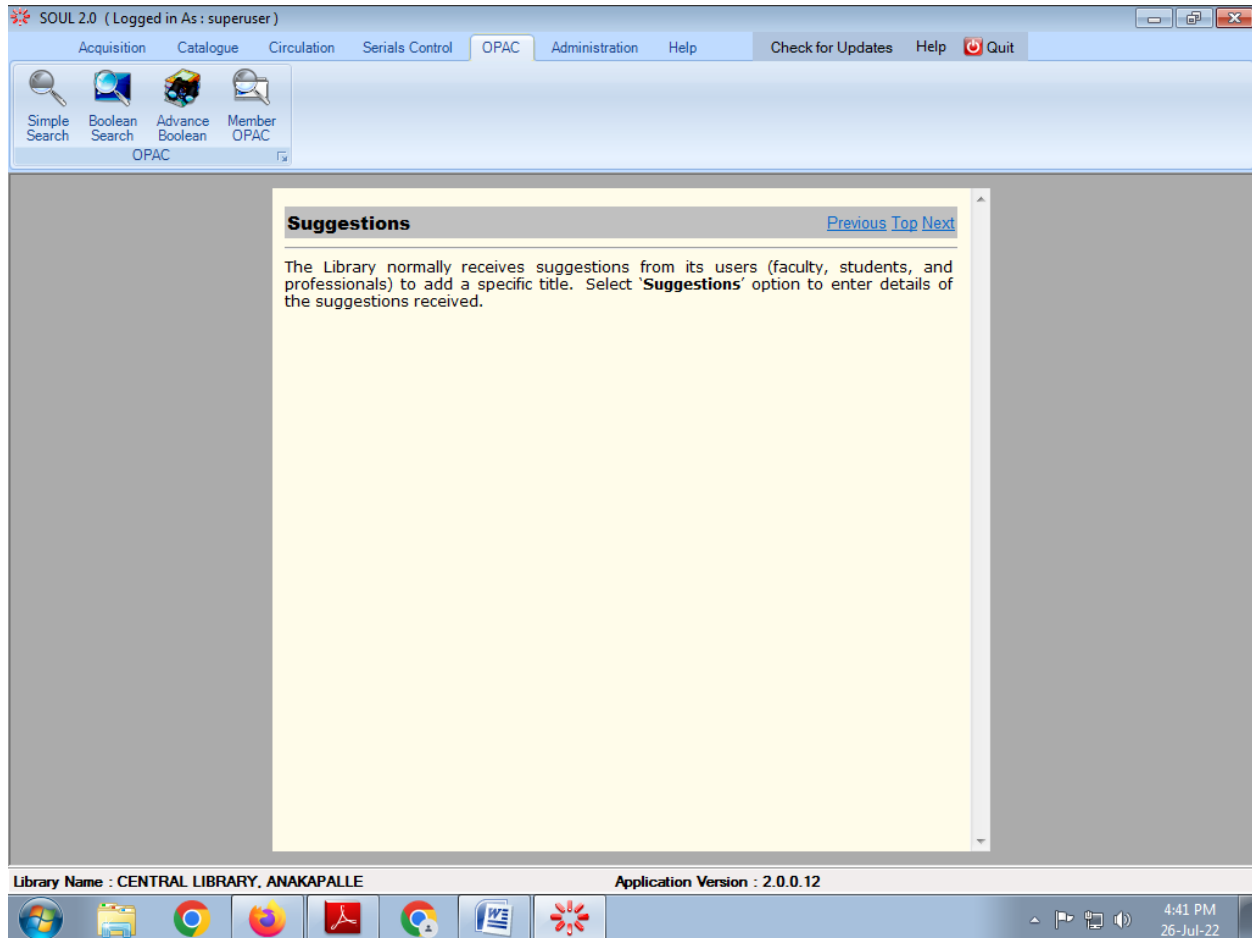 SOUL 2.0 ( Logged in As : superuser )
Acquisition Catalogue Circulation Serials Control OPAC Administration Help Check for Updates Help Quit
Simple Search
Boolean Search
Advance Boolean
Member OPAC
OPAC
Suggestions Previous Top Next
The Library normally receives suggestions from its users (faculty, students, and
professionals) to add a specific title. Select ‘Suggestions’ option to enter details of
the suggestions received.
Library Name : CENTRAL LIBRARY, ANAKAPALLE Application Version : 2.0.0.12
4:41 PM
26-Jul-22